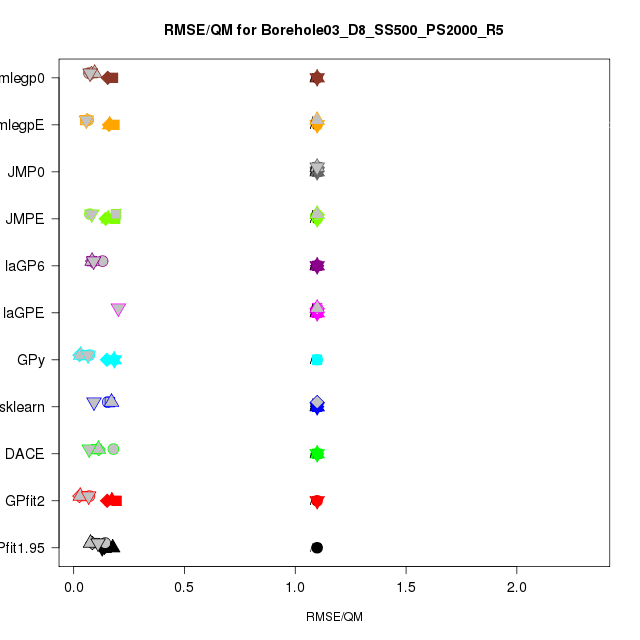 RMSE/QM for Borehole03_D8_SS500_PS2000_R5
mlegp0
mlegpE
JMP0
JMPE
laGP6
laGPE
GPy
sklearn
DACE
GPfit2
Pfit1.95
0.0 0.5 1.0 1.5 2.0
RMSE/QM